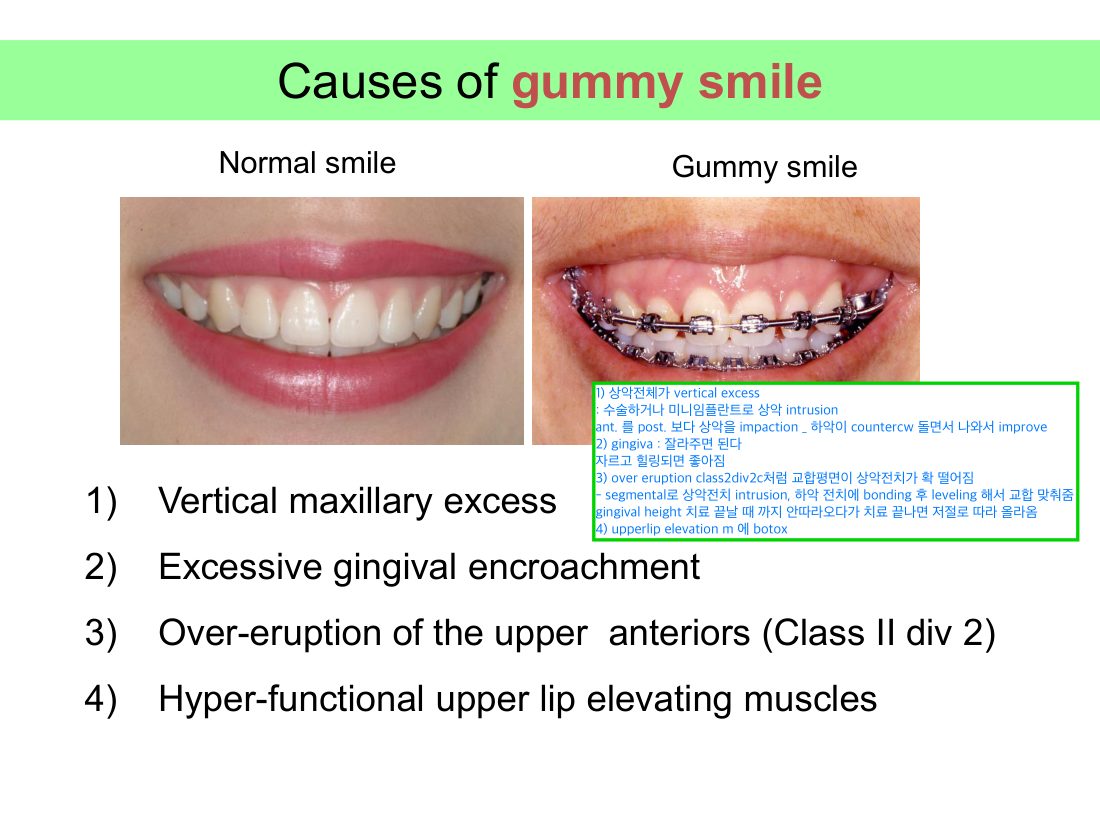 Causes of gummy smile
Normal smile
Gummy smile
1) 상악전체가 vertical excess
: 수술하거나 미니임플란트로 상악 intrusion
ant. 를 post. 보다 상악을 impaction _ 하악이 countercw 돌면서 나와서 improve
2) gingiva : 잘라주면 된다
자르고 힐링되면 좋아짐
3) over eruption class2div2c처럼 교합평면이 상악전치가 확 떨어짐
- segmental로 상악전치 intrusion, 하악 전치에 bonding 후 leveling 해서 교합 맞춰줌
gingival height 치료 끝날 때 까지 안따라오다가 치료 끝나면 저절로 따라 올라옴
4) upperlip elevation m 에 botox
1) Vertical maxillary excess
2) Excessive gingival encroachment
3) Over-eruption of the upper anteriors (Class II div 2)
4) Hyper-functional upper lip elevating muscles